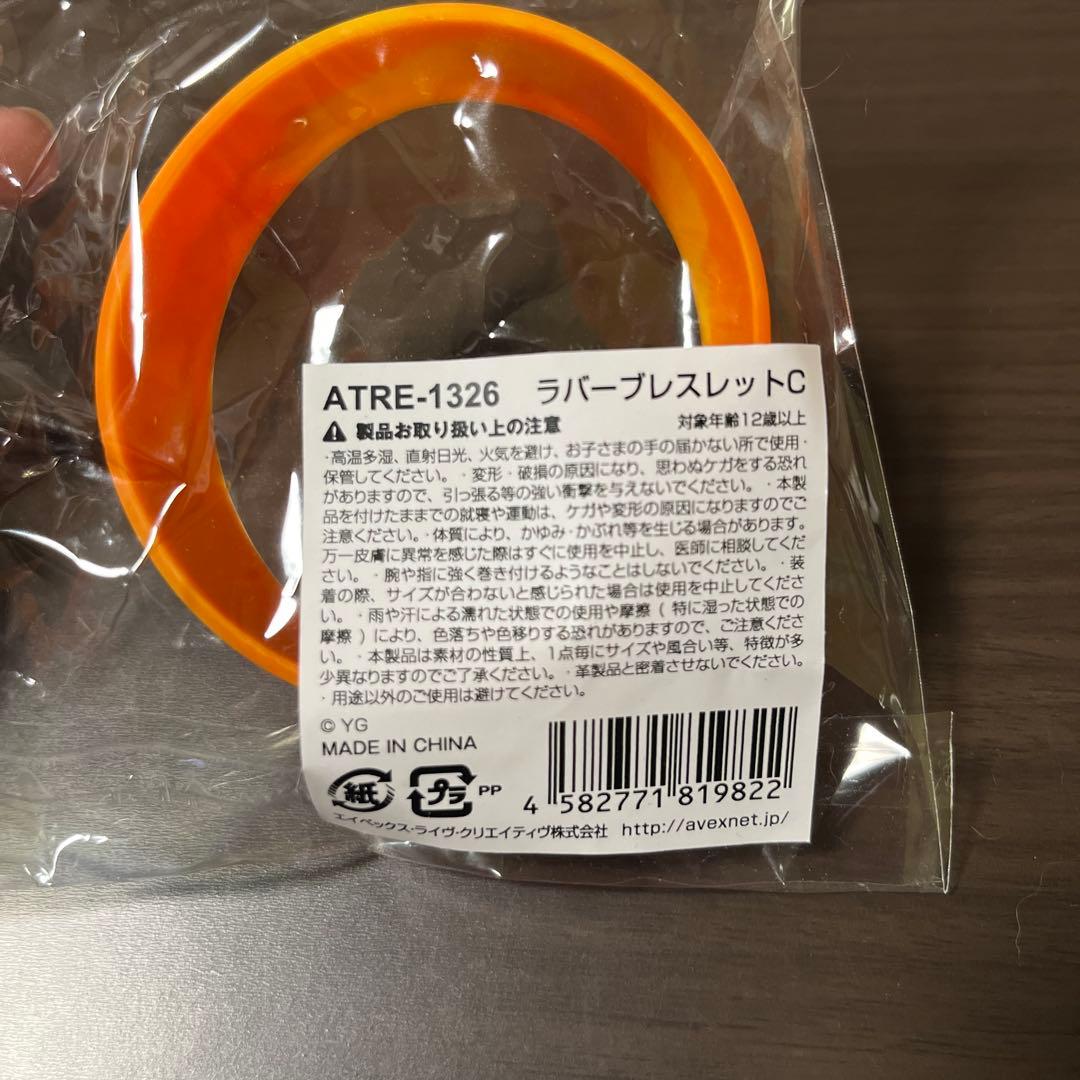 ATRE-1326 ラバーブレスレットC
製品お取り扱い上の注意 対象年齢12歳以上
・高温多湿、直射日光、火気を避け、お子さまの手の届かない所で使用・
保管してください。・変形・破損の原因になり、思わぬケガをする恐れ
がありますので、引っ張る等の強い衝撃を与えないでください。・本製
品を付けたままでの就寝や運動は、ケガや変形の原因になりますのでご
注意ください。・体質により、かゆみ・かぶれ等を生じる場合があります。
万一皮膚に異常を感じた際はすぐに使用を中止し、医師に相談してくだ
さい。・腕や指に強く巻き付けるようなことはしないでください。・装
着の際、サイズが合わないと感じられた場合は使用を中止してくださ
い。・雨や汗による濡れた状態での使用や摩擦（特に湿った状態での
摩擦）により、色落ちや色移りする恐れがありますので、ご注意くださ
い。・本製品は素材の性質上、1点毎にサイズや風合い等、特徴が多
少異なりますのでご了承ください。・革製品と密着させないでください。
・用途以外のご使用は避けてください。
© YG
MADE IN CHINA
紙 プラ PP
4 582771 819822
エイベックス・ライヴ・クリエイティヴ株式会社 http://avexnet.jp/